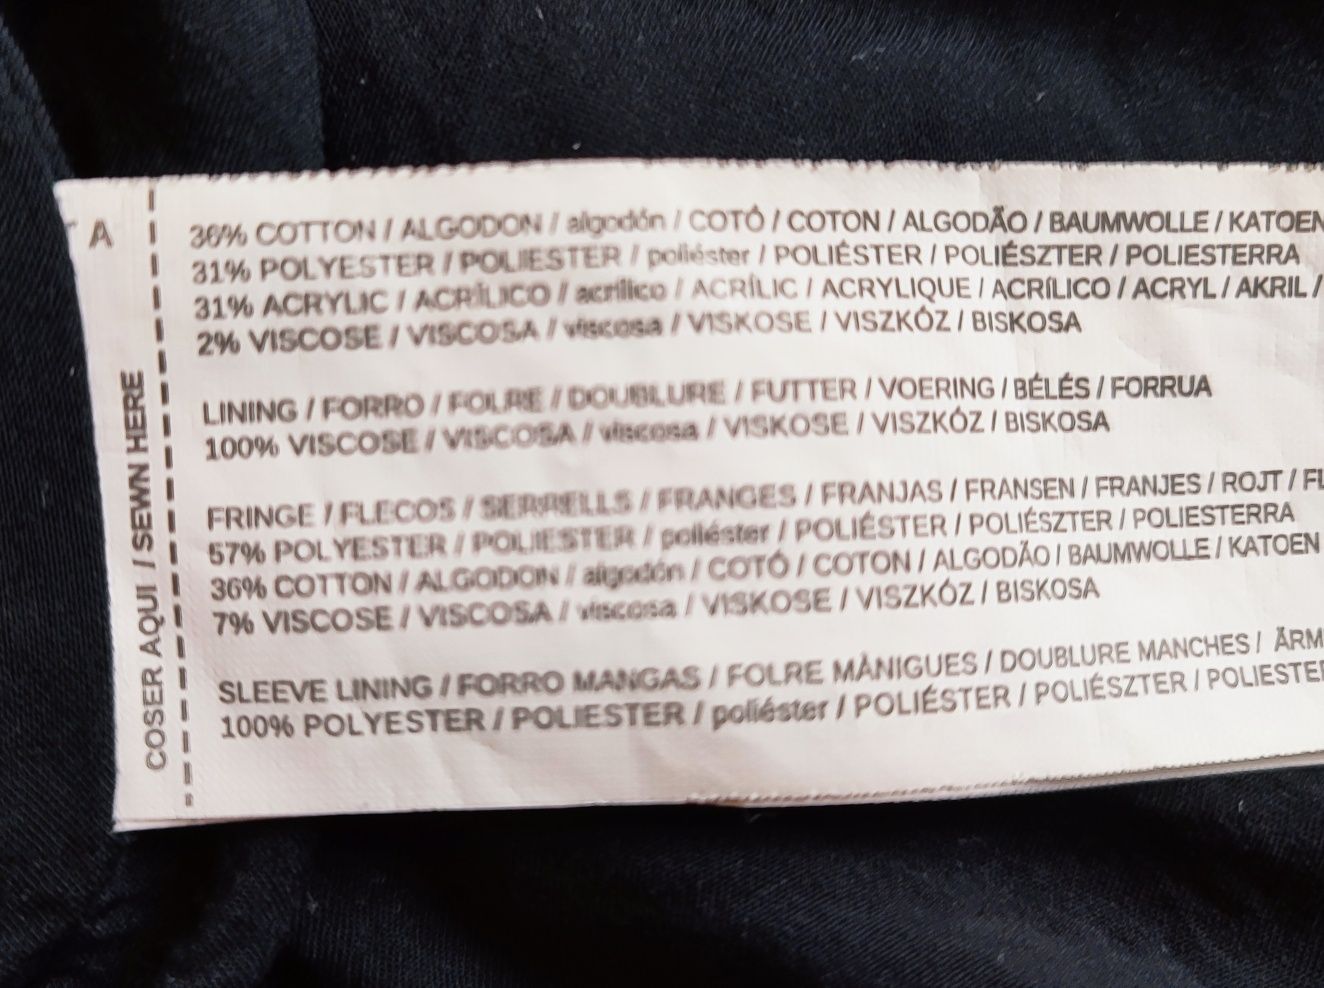 A
COSER AQUI / SEWN HERE
36% COTTON / ALGODON / algodón / COTÓ / COTON / ALGODÃO / BAUMWOLLE / KATOEN
31% POLYESTER / POLIESTER / poliéster / POLIÉSTER / POLIÉSZTER / POLIESTERRA
31% ACRYLIC / ACRÍLICO / acrílico / ACRÍLIC / ACRYLIQUE / ACRÍLICO / ACRYL / AKRIL /
2% VISCOSE / VISCOSA / viscosa / VISKOSE / VISZKÓZ / BISKOSA
LINING / FORRO / FOLRE / DOUBLURE / FUTTER / VOERING / BÉLÉS / FORRUA
100% VISCOSE / VISCOSA / viscosa / VISKOSE / VISZKÓZ / BISKOSA
FRINGE / FLECOS / SERRELLS / FRANGES / FRANJAS / FRANSEN / FRANJES / ROJT /
57% POLYESTER / POLIESTER / poliéster / POLIÉSTER / POLIÉSZTER / POLIESTERRA
36% COTTON / ALGODON / algodón / COTÓ / COTON / ALGODÃO / BAUMWOLLE / KATOEN
7% VISCOSE / VISCOSA / viscosa / VISKOSE / VISZKÓZ / BISKOSA
SLEEVE LINING / FORRO MANGAS / FOLRE MÀNIGUES / DOUBLURE MANCHES /
100% POLYESTER / POLIESTER / poliéster / POLIÉSTER / POLIÉSZTER /